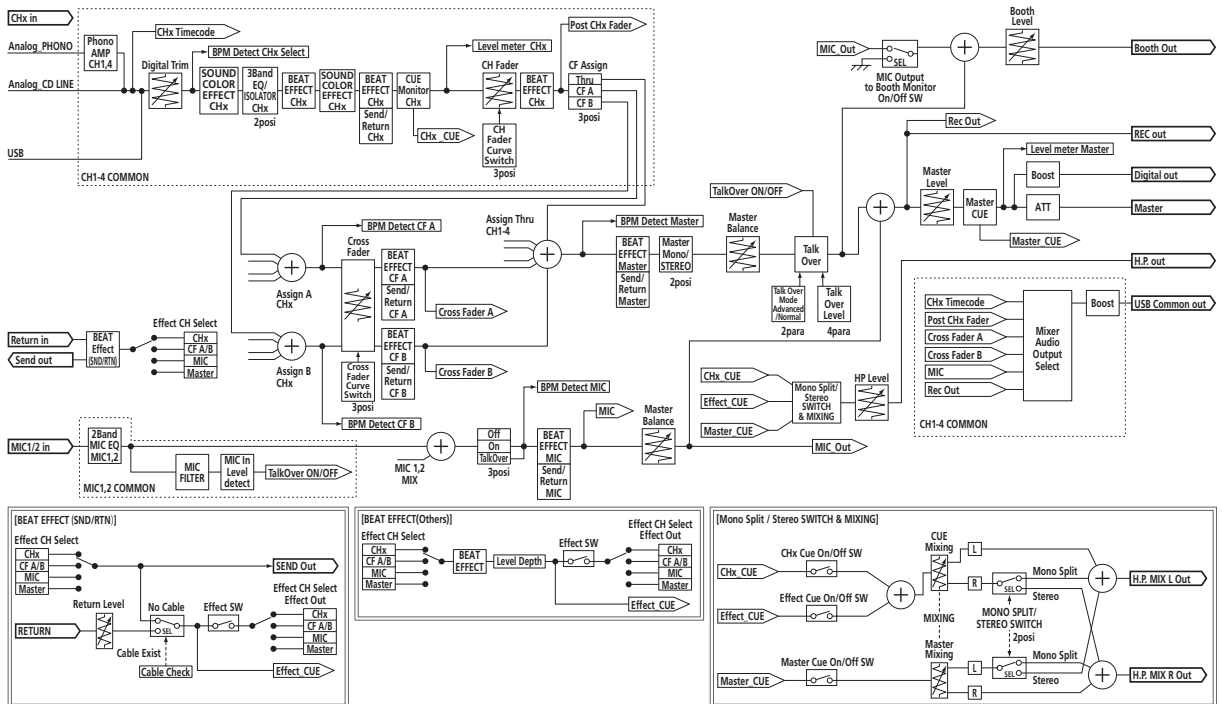 CHx in
Analog_PHONO
Phono
AMP
CH1,4
CHx Timecode
BPM Detect CHx Select
Digital Trim
Analog_CD LINE
USB
SOUND
COLOR
EFFECT
CHx
3Band
EQ/
ISOLATOR
CHx
2posi
BEAT
EFFECT
CHx
SOUND
COLOR
EFFECT
CHx
BEAT
EFFECT
CHx
Send/
Return
CHx
CUE
Monitor
CHx
CHx _CUE
Level meter_CHx
CH Fader
CH
Fader
Curve
Switch
3posi
BEAT
EFFECT
CHx
Post CHx Fader
CF Assign
Thru
CF A
CF B
3posi
CH1-4 COMMON
MIC_Out
SEL
MIC Output
to Booth Monitor
On/Off SW
Booth
Level
Booth Out
Rec Out
REC out
Level meter Master
Master
Level
Master
CUE
Boost
Digital out
ATT
Master
Master_CUE
H.P. out
TalkOver ON/OFF
Assign Thru
CH1-4
BPM Detect Master
BEAT
EFFECT
Master
Send/
Return
Master
Master
Mono/
STEREO
2posi
Master
Balance
Talk
Over
Talk Over
Mode
Advanced
/Normal
2para
Talk
Over
Level
4para
BPM Detect CF A
Cross
Fader
Assign A
CHx
BEAT
EFFECT
CF A
Send/
Return
CF A
Cross Fader A
Assign B
CHx
BEAT
EFFECT
CF B
Send/
Return
CF B
Cross Fader B
Cross
Fader
Curve
Switch
3posi
BPM Detect CF B
Return in
Send out
BEAT
Effect
(SND/RTN)
Effect CH Select
CHx
CF A/B
MIC
Master
CHx Timecode
Post CHx Fader
Cross Fader A
Cross Fader B
MIC
Rec Out
Mixer
Audio
Output
Select
Boost
USB Common out
CH1-4 COMMON
CHx_CUE
Effect_CUE
Master_CUE
Mono Split/
Stereo
SWITCH
& MIXING
HP Level
MIC1/2 in
2Band
MIC EQ
MIC1,2
MIC
FILTER
MIC In
Level
detect
TalkOver ON/OFF
MIC1,2 COMMON
MIC 1,2
MIX
Off
On
TalkOver
3posi
BPM Detect MIC
BEAT
EFFECT
MIC
Send/
Return
MIC
MIC
Master
Balance
MIC_Out
[BEAT EFFECT (SND/RTN)]
Effect CH Select
CHx
CF A/B
MIC
Master
SEND Out
Return Level
RETURN
No Cable
SEL
Cable Exist
Cable Check
Effect SW
Effect CH Select
Effect Out
CHx
CF A/B
MIC
Master
Effect_CUE
[BEAT EFFECT(Others)]
Effect CH Select
CHx
CF A/B
MIC
Master
BEAT
EFFECT
Level Depth
Effect SW
Effect CH Select
Effect Out
CHx
CF A/B
MIC
Master
Effect_CUE
[Mono Split / Stereo SWITCH & MIXING]
CHx Cue On/Off SW
CHx_CUE
Effect Cue On/Off SW
Effect_CUE
Master Cue On/Off SW
Master_CUE
CUE
Mixing
L
R
MIXING
Master
Mixing
L
R
SEL
Mono Split
Stereo
MONO SPLIT/
STEREO SWITCH
2posi
SEL
Mono Split
Stereo
H.P. MIX L Out
H.P. MIX R Out